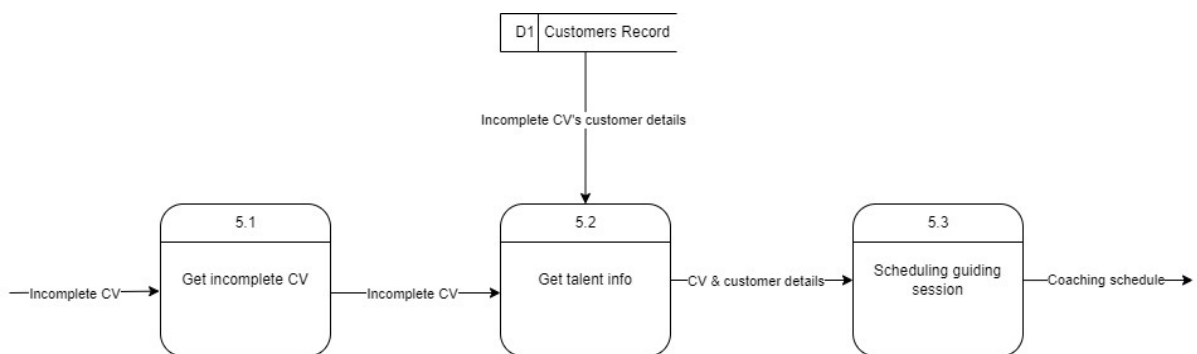 D1 Customers Record
Incomplete CV's customer details
5.1
5.2
5.3
Incomplete CV
Get incomplete CV
Incomplete CV
Get talent info
CV & customer details
Scheduling guiding
session
Coaching schedule